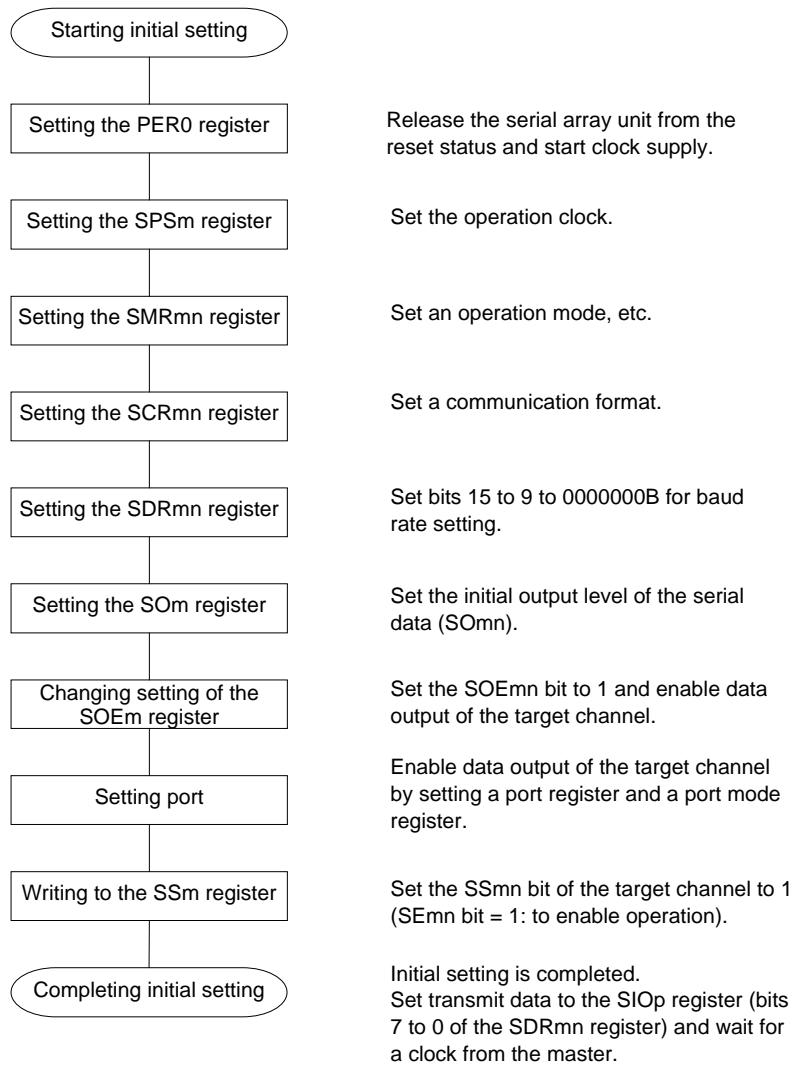 Starting initial setting
Setting the PER0 register
Release the serial array unit from the
reset status and start clock supply.
Setting the SPSm register
Set the operation clock.
Setting the SMRmn register
Set an operation mode, etc.
Setting the SCRmn register
Set a communication format.
Setting the SDRmn register
Set bits 15 to 9 to 0000000B for baud
rate setting.
Setting the SOm register
Set the initial output level of the serial
data (SOmn).
Changing setting of the
SOEm register
Set the SOEmn bit to 1 and enable data
output of the target channel.
Setting port
Enable data output of the target channel
by setting a port register and a port mode
register.
Writing to the SSm register
Set the SSmn bit of the target channel to 1
(SEmn bit = 1: to enable operation).
Completing initial setting
Initial setting is completed.
Set transmit data to the SIOp register (bits
7 to 0 of the SDRmn register) and wait for
a clock from the master.